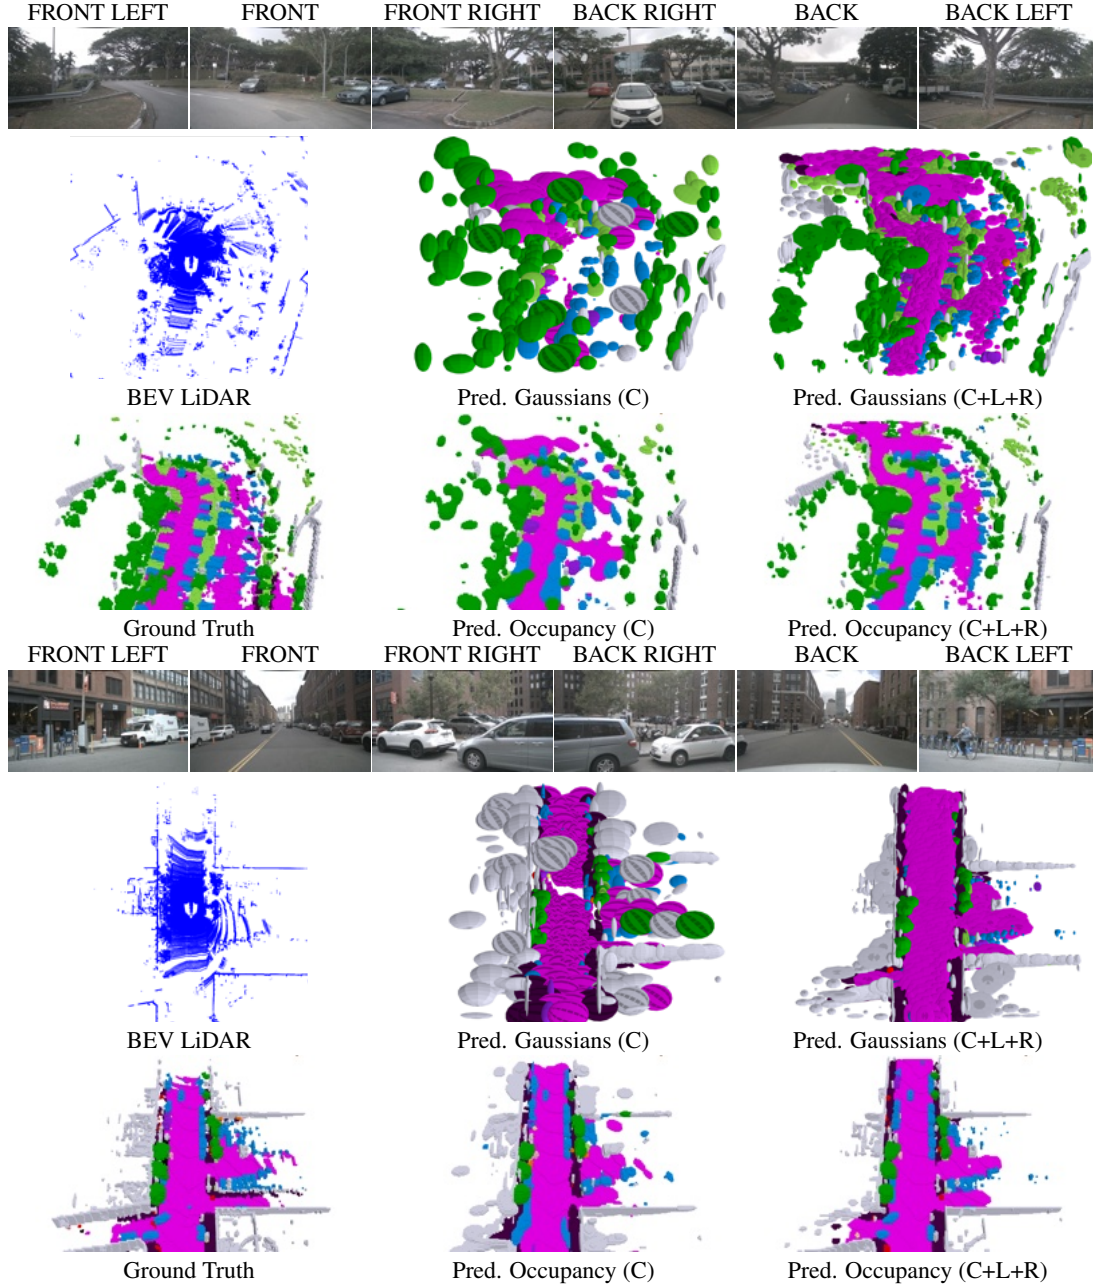 FRONT LEFT FRONT FRONT RIGHT BACK RIGHT BACK BACK LEFT
BEV LiDAR Pred. Gaussians (C) Pred. Gaussians (C+L+R)
Ground Truth Pred. Occupancy (C) Pred. Occupancy (C+L+R)
FRONT LEFT FRONT FRONT RIGHT BACK RIGHT BACK BACK LEFT
BEV LiDAR Pred. Gaussians (C) Pred. Gaussians (C+L+R)
Ground Truth Pred. Occupancy (C) Pred. Occupancy (C+L+R)